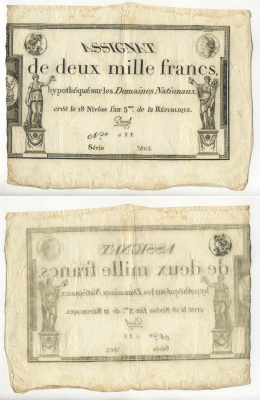 ASSIGNAT
de deux mille francs,
hypothéqué sur les Domaines Nationaux.
créé le 18 Nivôse l'an 3me de la RÉPUBLIQUE.
Série 7863.